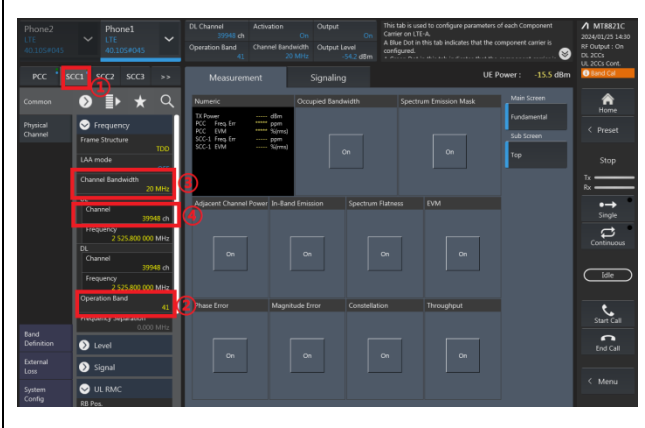 Phone2
LTE
40,105#045
Phone1
LTE
40,105#045
DL Channel
39948 ch
Activation
On
Output
On
Operation Band
41
Channel Bandwidth
20 MHz
Output Level
-54.2 dBm
This tab is used to configure parameters of each Component
Carrier on LTE-A.
A Blue Dot in this tab indicates that the component carrier is
configured.
MT8821C
2024/01/25 14:30
RF Output : On
DL 2CCs
UL 2CCs Cont.
Band Cal
PCC
SCC1
SCC2
SCC3
>>
①
Measurement
Signaling
UE Power : -15.5 dBm
Common
Physical
Channel
Frequency
Frame Structure
TDD
LAA mode
Channel Bandwidth
20 MHz
③
Channel
39948 ch
④
Frequency
2 525.800 000 MHz
DL
Channel
39948 ch
Frequency
2 525.800 000 MHz
Operation Band
41
②
Frequency Separation
0.000 MHz
Band
Definition
Level
External
Loss
Signal
System
Config
UL RMC
RB Pos.
Numeric
TX Power ----- dBm
PCC Freq. Err ***** ppm
PCC EVM ----- %(rms)
SCC-1 Freq. Err ----- ppm
SCC-1 EVM ----- %(rms)
Occupied Bandwidth
On
Spectrum Emission Mask
On
Main Screen
Fundamental
Sub Screen
Top
Adjacent Channel Power
On
In-Band Emission
On
Spectrum Flatness
On
EVM
On
Phase Error
On
Magnitude Error
On
Constellation
On
Throughput
On
Home
< Preset
Stop
Tx
Rx
Single
Continuous
Idle
Start Call
End Call
< Menu